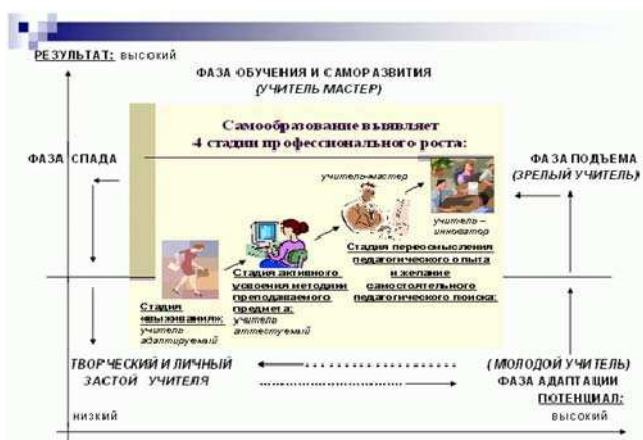 РЕЗУЛЬТАТ: ВЫСОКИЙ
ФАЗА ОБУЧЕНИЯ И САМОРАЗВИТИЯ
(УЧИТЕЛЬ МАСТЕР)
Самообразование выявляет
4 стадии профессионального роста:
ФАЗА СПАДА
ФАЗА ПОДЪЕМА
(ЗРЕЛЫЙ УЧИТЕЛЬ)
учитель-мастер
учитель –
инноватор
Стадия переосмысления
педагогического опыта
и желание
самостоятельного
педагогического поиска:
Стадия активного
усвоения методики
преподаваемого
предмета:
учитель
аттестуемый
Стадия
«выживания»:
учитель
адаптируемый
ТВОРЧЕСКИЙ И ЛИЧНЫЙ
ЗАСТОЙ УЧИТЕЛЯ
(МОЛОДОЙ УЧИТЕЛЬ)
ФАЗА АДАПТАЦИИ
ПОТЕНЦИАЛ:
НИЗКИЙ
ВЫСОКИЙ